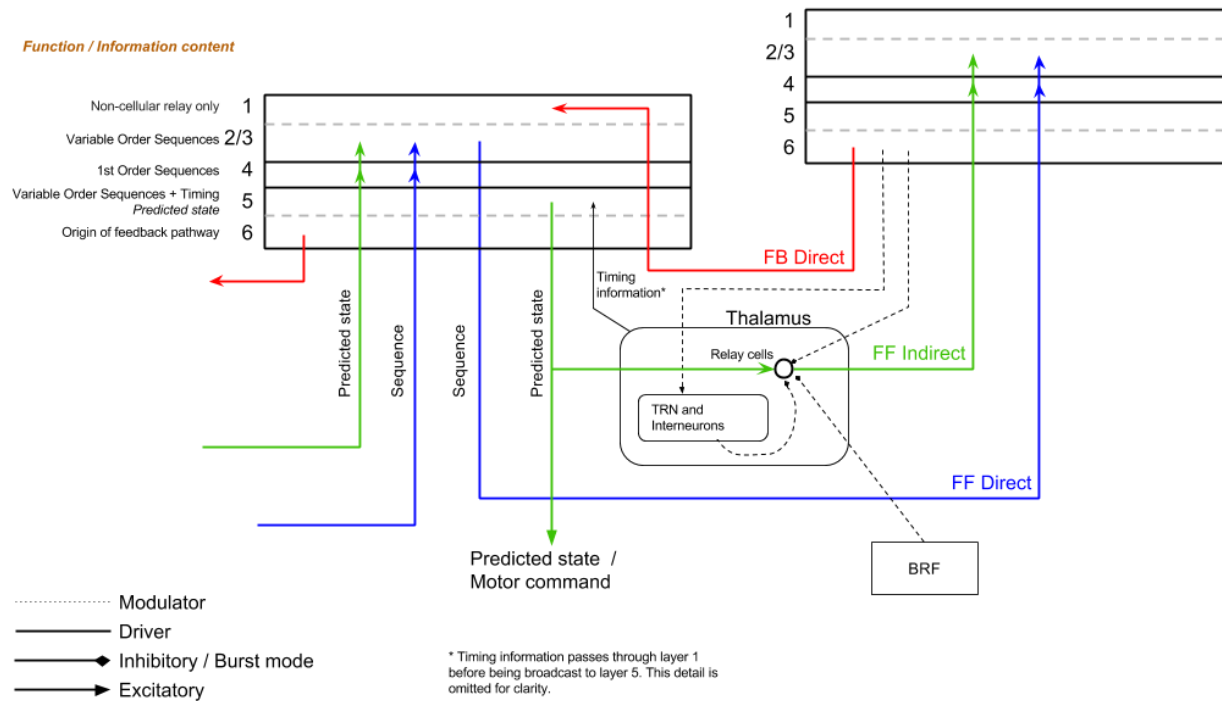 Function / Information content
Non-cellular relay only
1
Variable Order Sequences
2/3
1st Order Sequences
4
Variable Order Sequences + Timing
Predicted state
5
Origin of feedback pathway
6
1
2/3
4
5
6
Predicted state
Sequence
Sequence
Predicted state
Timing
information*
FB Direct
Thalamus
Relay cells
FF Indirect
TRN and
Interneurons
FF Direct
BRF
Predicted state /
Motor command
Modulator
Driver
Inhibitory / Burst mode
Excitatory
* Timing information passes through layer 1
before being broadcast to layer 5. This detail is
omitted for clarity.